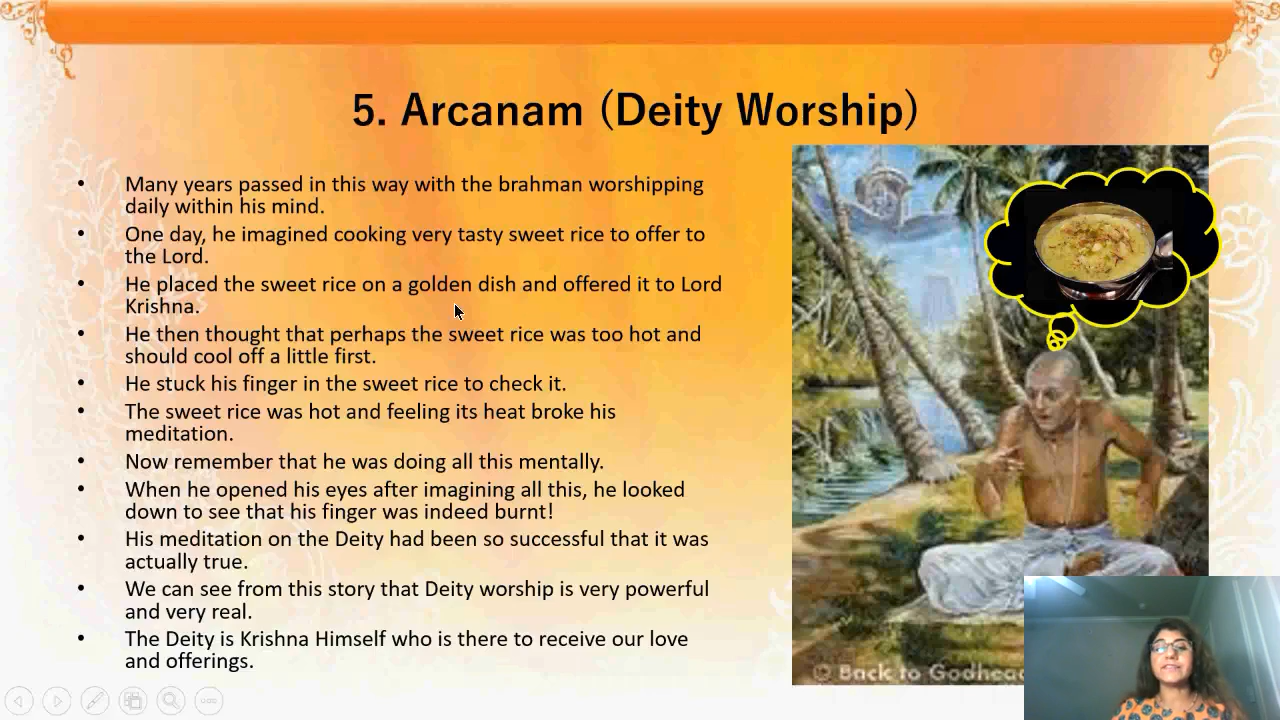 5. Arcanam (Deity Worship)
• Many years passed in this way with the brahman worshipping
daily within his mind.
• One day, he imagined cooking very tasty sweet rice to offer to
the Lord.
• He placed the sweet rice on a golden dish and offered it to Lord
Krishna.
• He then thought that perhaps the sweet rice was too hot and
should cool off a little first.
• He stuck his finger in the sweet rice to check it.
• The sweet rice was hot and feeling its heat broke his
meditation.
• Now remember that he was doing all this mentally.
• When he opened his eyes after imagining all this, he looked
down to see that his finger was indeed burnt!
• His meditation on the Deity had been so successful that it was
actually true.
• We can see from this story that Deity worship is very powerful
and very real.
• The Deity is Krishna Himself who is there to receive our love
and offerings.
Back to Godhead